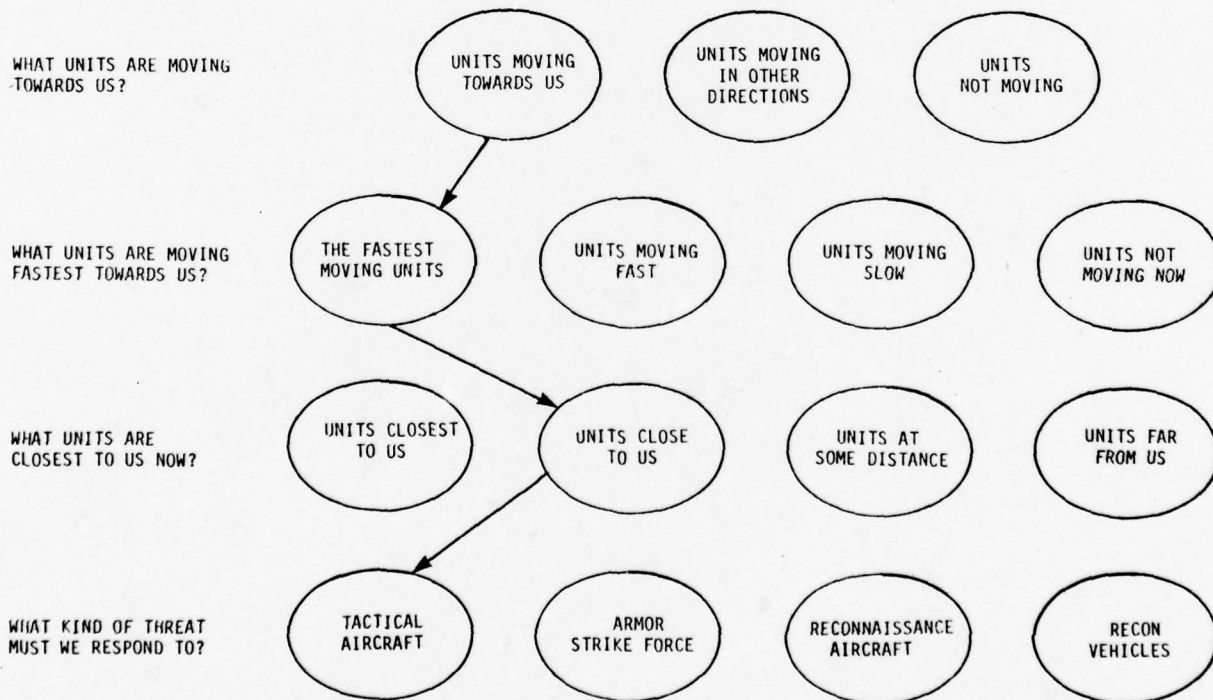 WHAT UNITS ARE MOVING
TOWARDS US?
UNITS MOVING
TOWARDS US
UNITS MOVING
IN OTHER
DIRECTIONS
UNITS
NOT MOVING
WHAT UNITS ARE MOVING
FASTEST TOWARDS US?
THE FASTEST
MOVING UNITS
UNITS MOVING
FAST
UNITS MOVING
SLOW
UNITS NOT
MOVING NOW
WHAT UNITS ARE
CLOSEST TO US NOW?
UNITS CLOSEST
TO US
UNITS CLOSE
TO US
UNITS AT
SOME DISTANCE
UNITS FAR
FROM US
WHAT KIND OF THREAT
MUST WE RESPOND TO?
TACTICAL
AIRCRAFT
ARMOR
STRIKE FORCE
RECONNAISSANCE
AIRCRAFT
RECON
VEHICLES